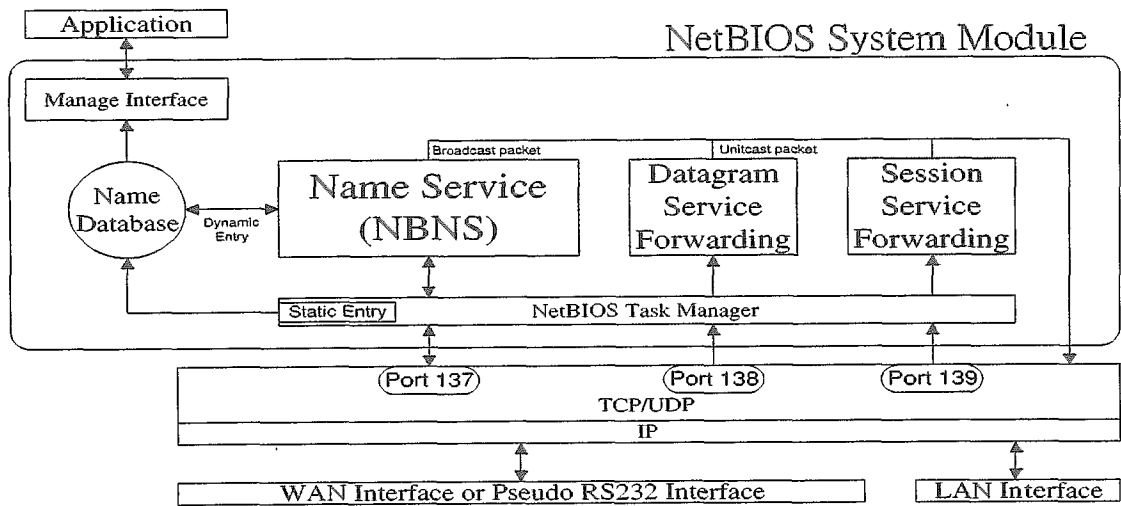 Application
NetBIOS System Module
Manage Interface
Broadcast packet
Unitcast packet
Name
Database
Dynamic
Entry
Name Service
(NBNS)
Datagram
Service
Forwarding
Session
Service
Forwarding
Static Entry
NetBIOS Task Manager
Port 137
Port 138
Port 139
TCP/UDP
IP
WAN Interface or Pseudo RS232 Interface
LAN Interface